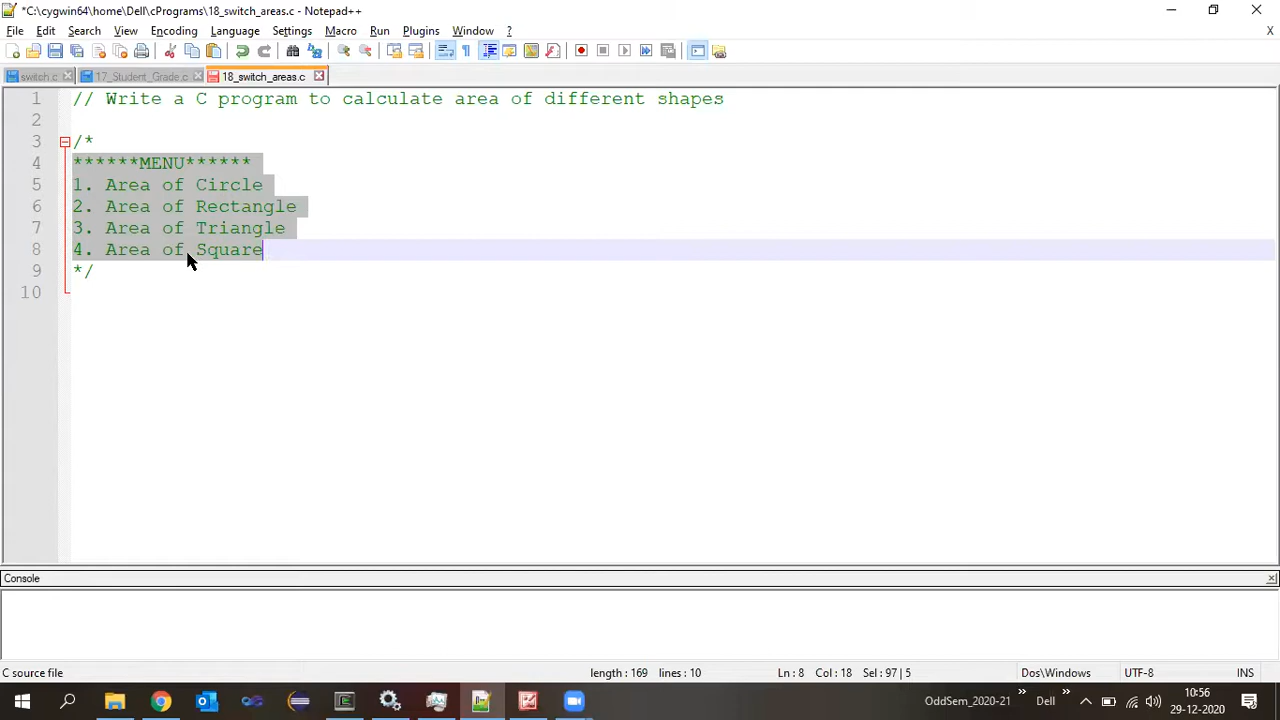 *C:\cygwin64\home\Dell\cPrograms\18_switch_areas.c - Notepad++
File Edit Search View Encoding Language Settings Macro Run Plugins Window ? X
switch.c 17_Student_Grade.c 18_switch_areas.c
1 // Write a C program to calculate area of different shapes
2
3 /*
4 ******MENU******
5 1. Area of Circle
6 2. Area of Rectangle
7 3. Area of Triangle
8 4. Area of Square
9 */
10
Console
C source file length : 169 lines : 10 Ln : 8 Col : 18 Sel : 97 | 5 Dos\Windows UTF-8 INS
OddSem_2020-21 » Dell » 10:56
29-12-2020